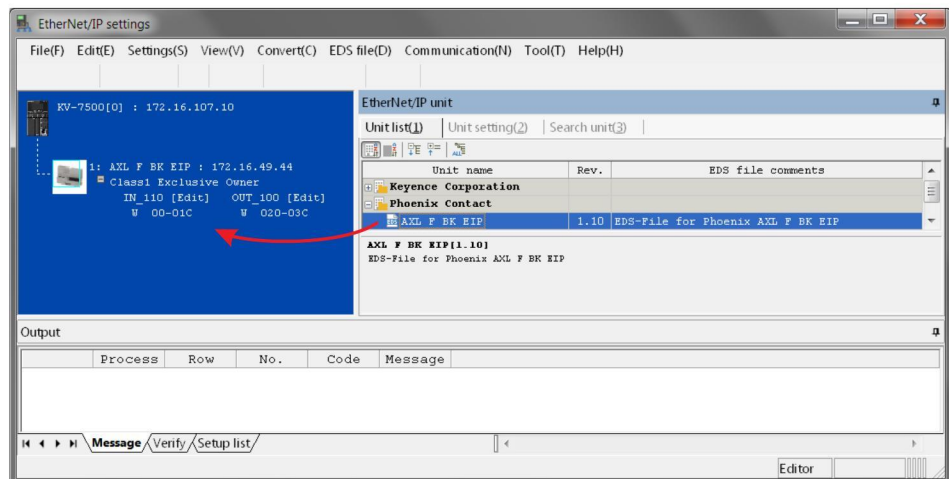 EtherNet/IP settings
File(F) Edit(E) Settings(S) View(V) Convert(C) EDS file(D) Communication(N) Tool(T) Help(H)
KV-7500[0] : 172.16.107.10
1: AXL F BK EIP : 172.16.49.44
Class1 Exclusive Owner
IN_110 [Edit] OUT_100 [Edit]
W 00-01C W 020-03C
EtherNet/IP unit
Unit list(1) Unit setting(2) Search unit(3)
Unit name Rev. EDS file comments
Keyence Corporation
Phoenix Contact
AXL F BK EIP 1.10 EDS-File for Phoenix AXL F BK EIP
AXL F BK EIP[1.10]
EDS-File for Phoenix AXL F BK EIP
Output
Process Row No. Code Message
Message Verify Setup list
Editor